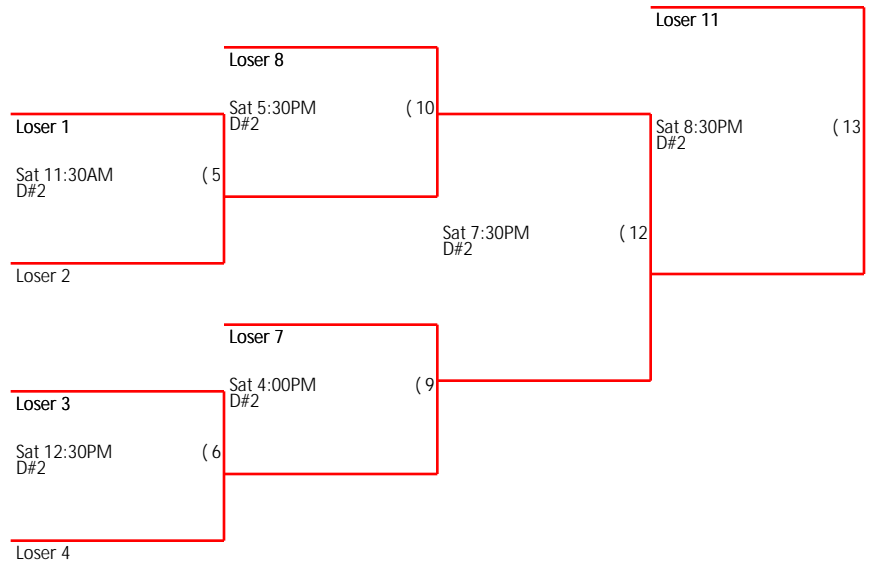 Loser 11
Loser 8
Sat 5:30PM ( 10
D#2
Loser 1
Sat 8:30PM ( 13
D#2
Sat 11:30AM ( 5
D#2
Sat 7:30PM ( 12
D#2
Loser 2
Loser 7
Sat 4:00PM ( 9
D#2
Loser 3
Sat 12:30PM ( 6
D#2
Loser 4